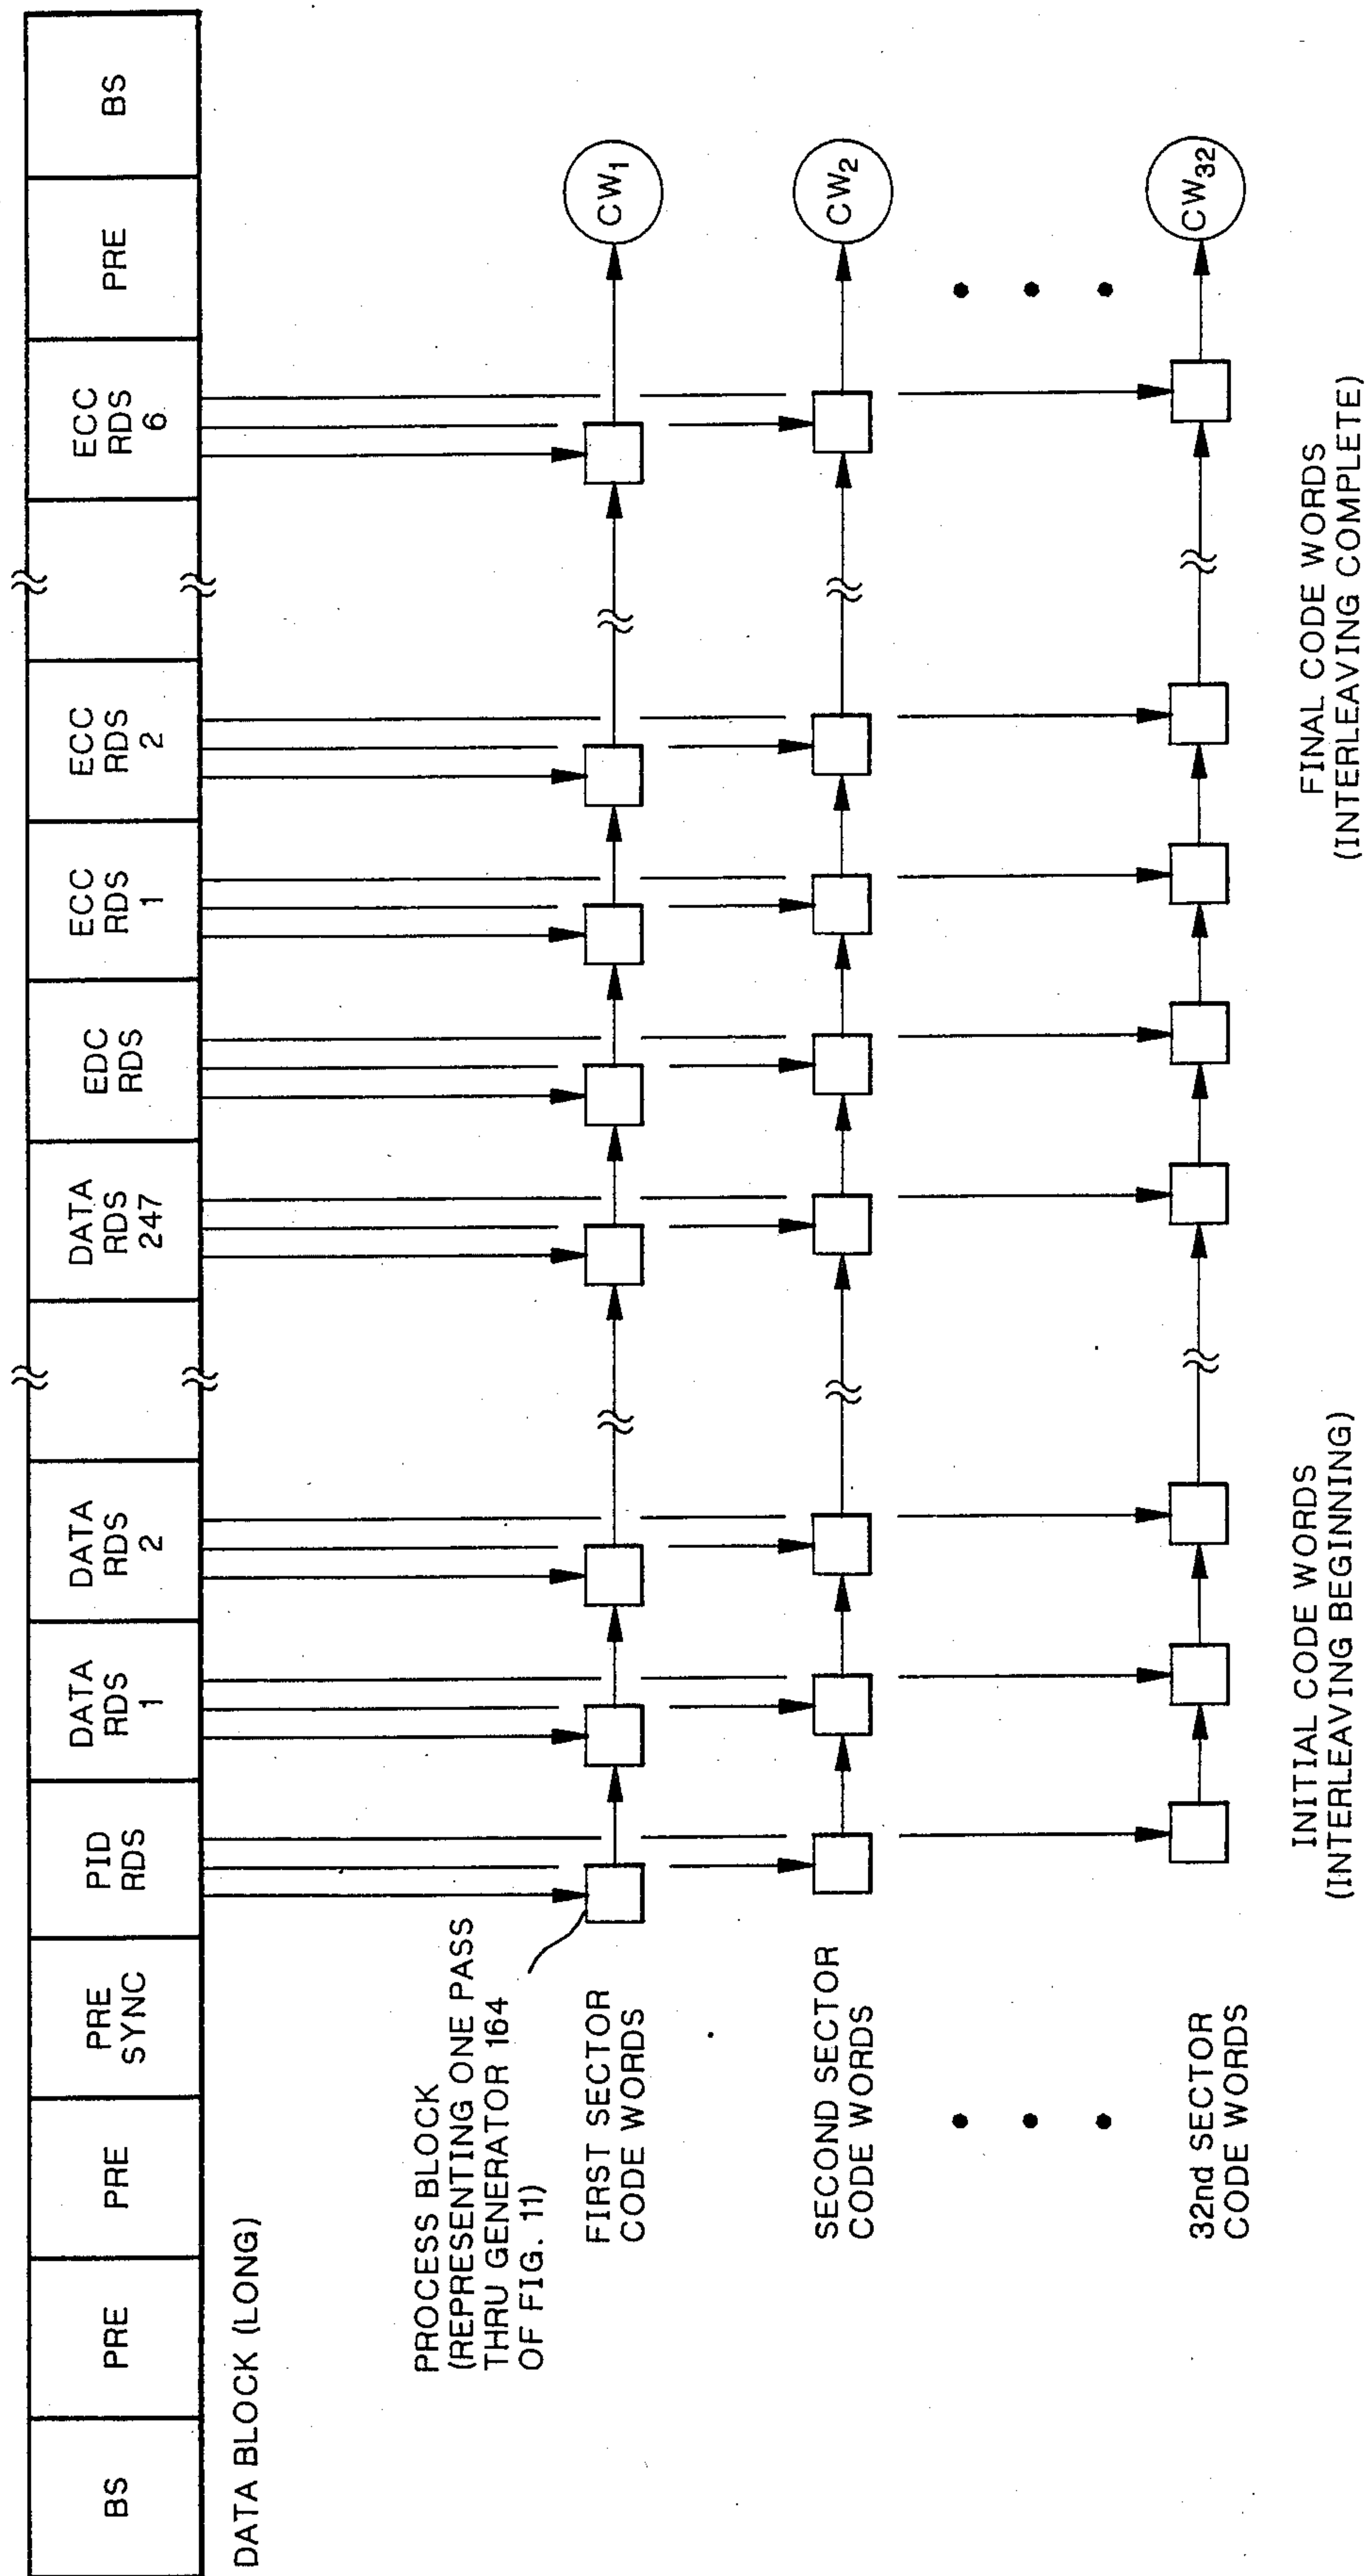 BS
PRE
PRE
PRE
SYNC
PID
RDS
DATA
RDS
1
DATA
RDS
2
DATA
RDS
247
EDC
RDS
ECC
RDS
1
ECC
RDS
2
ECC
RDS
6
PRE
BS
DATA BLOCK (LONG)
PROCESS BLOCK
(REPRESENTING ONE PASS
THRU GENERATOR 164
OF FIG. 11)
FIRST SECTOR
CODE WORDS
CW1
SECOND SECTOR
CODE WORDS
CW2
32nd SECTOR
CODE WORDS
CW32
INITIAL CODE WORDS
(INTERLEAVING BEGINNING)
FINAL CODE WORDS
(INTERLEAVING COMPLETE)